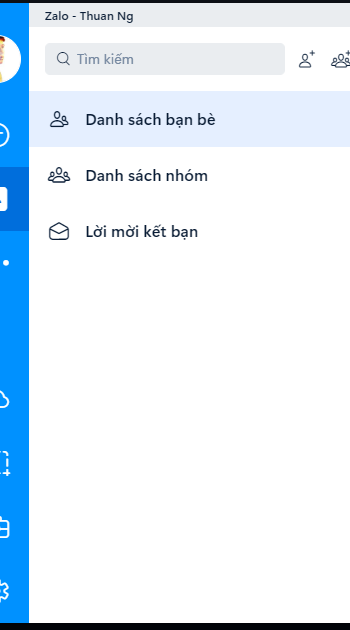 Zalo - Thuan Ng
Tìm kiếm
Danh sách bạn bè
Danh sách nhóm
Lời mời kết bạn